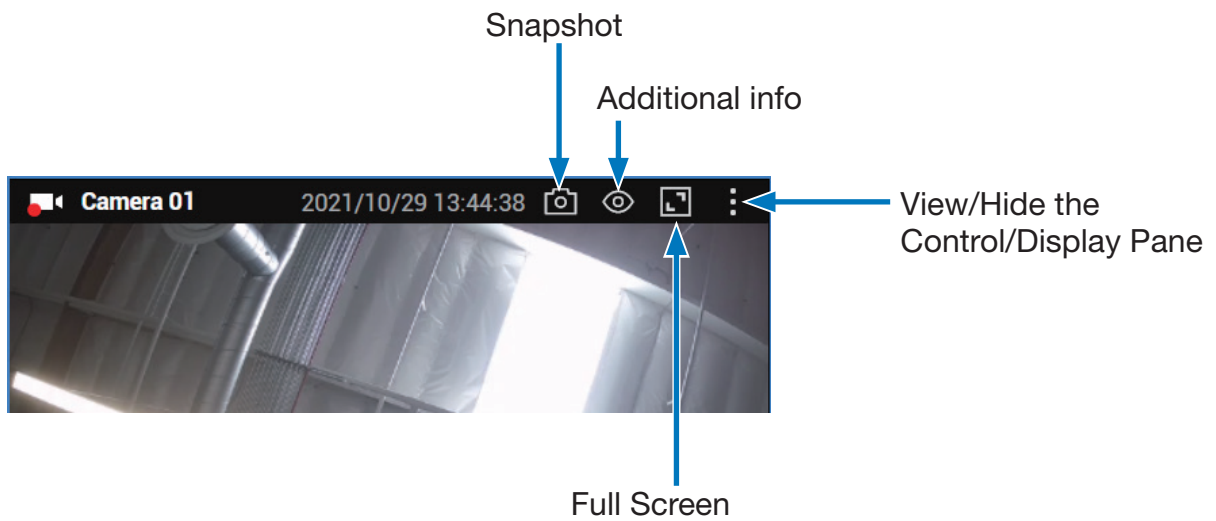 Snapshot
Additional info
Camera 01
2021/10/29 13:44:38
View/Hide the
Control/Display Pane
Full Screen